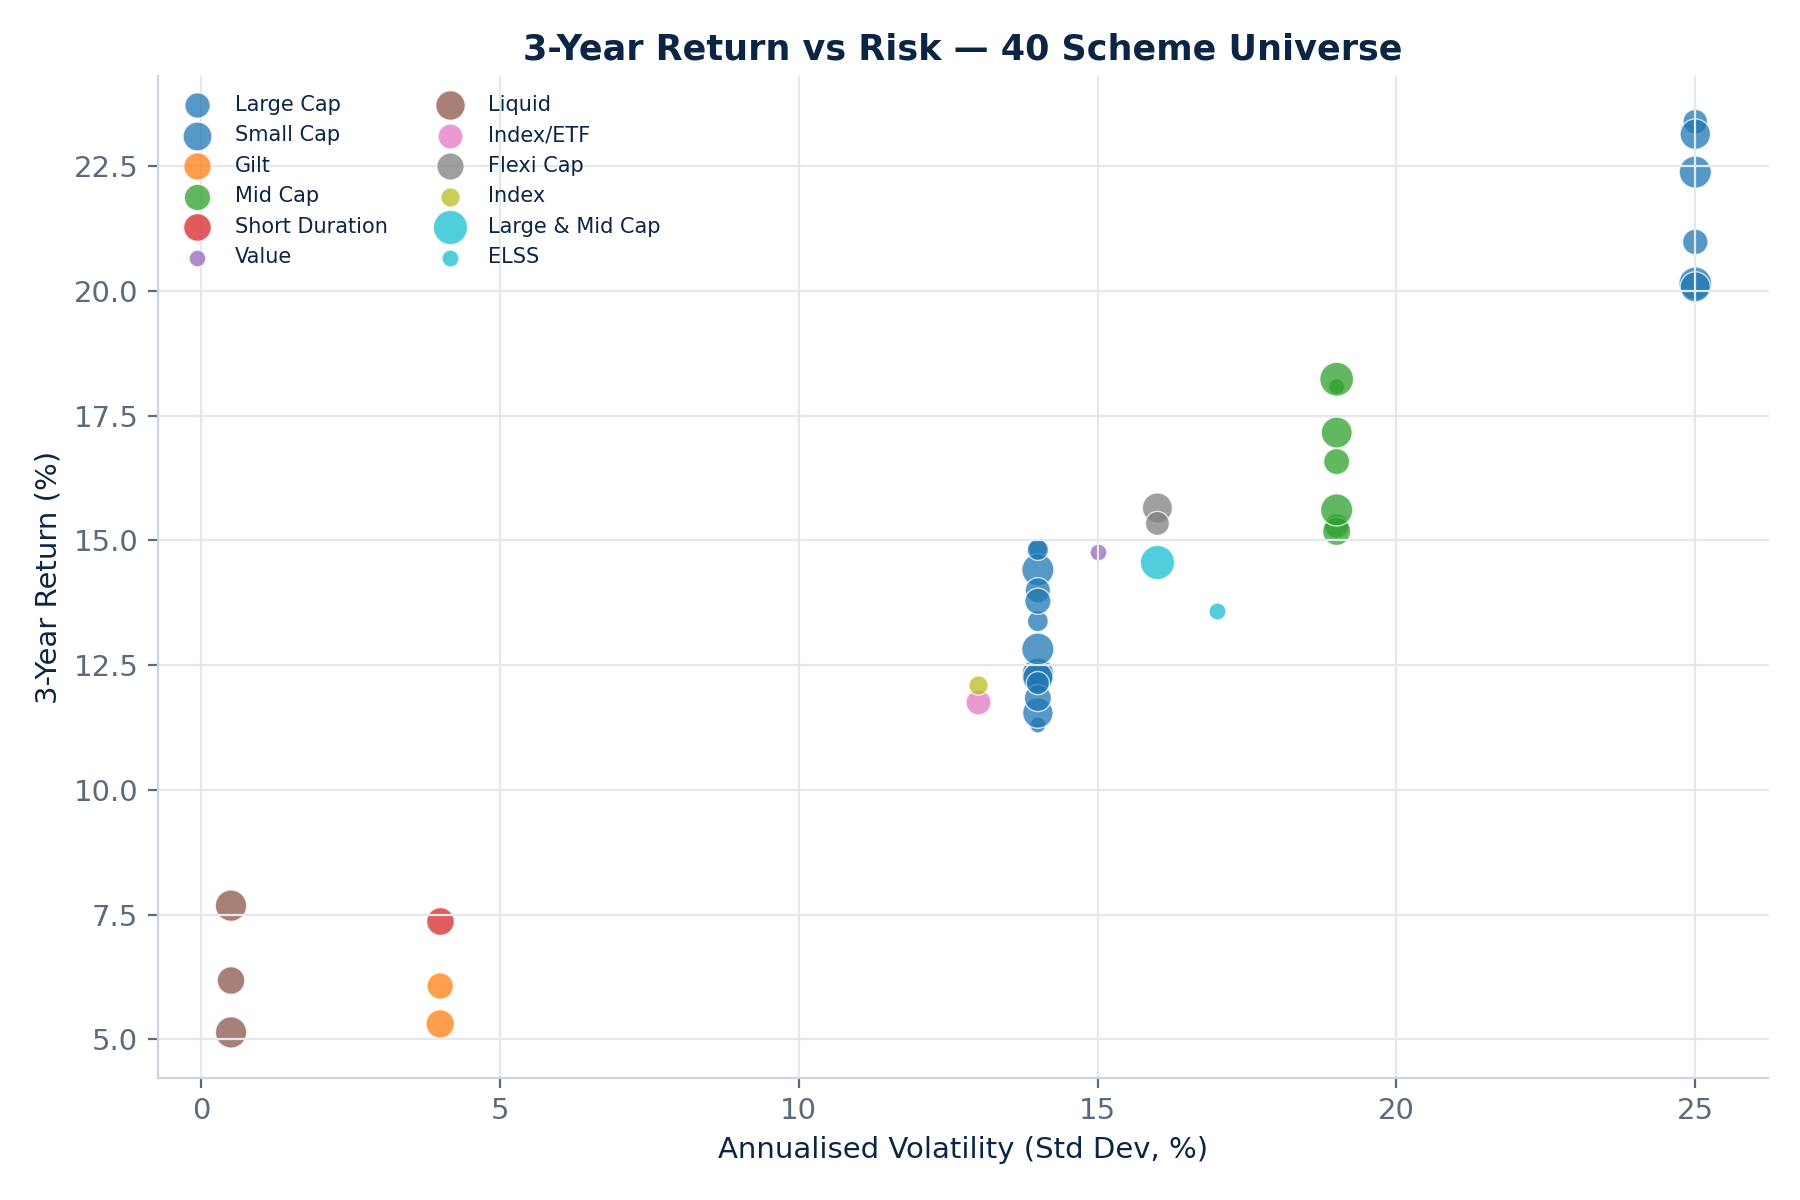 3-Year Return vs Risk — 40 Scheme Universe
Large Cap
Small Cap
Gilt
Mid Cap
Short Duration
Value
Liquid
Index/ETF
Flexi Cap
Index
Large & Mid Cap
ELSS
3-Year Return (%)
22.5
20.0
17.5
15.0
12.5
10.0
7.5
5.0
0 5 10 15 20 25
Annualised Volatility (Std Dev, %)